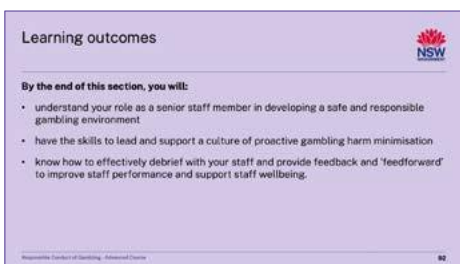 Learning outcomes
NSW
GOVERNMENT
By the end of this section, you will:
• understand your role as a senior staff member in developing a safe and responsible
gambling environment
• have the skills to lead and support a culture of proactive gambling harm minimisation
• know how to effectively debrief with your staff and provide feedback and ‘feedforward’
to improve staff performance and support staff wellbeing.
Responsible Conduct of Gambling - Advanced Course
92